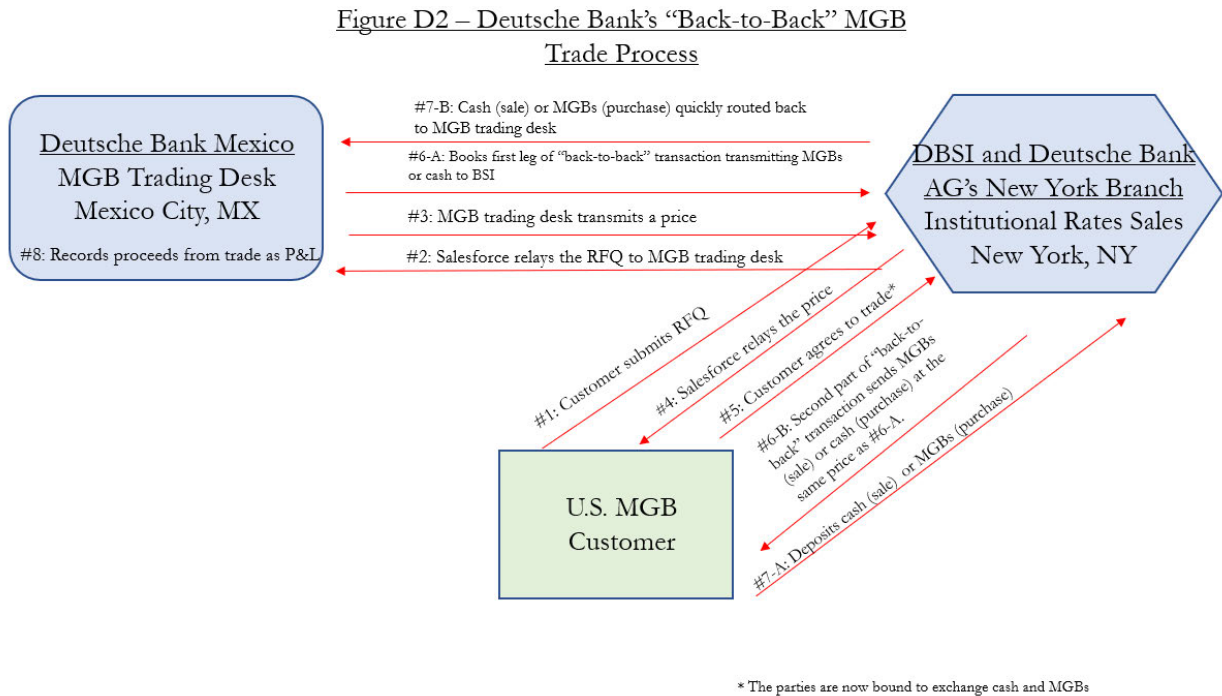 Figure D2 – Deutsche Bank's “Back-to-Back” MGB
Trade Process
#7-B: Cash (sale) or MGBs (purchase) quickly routed back
to MGB trading desk
Deutsche Bank Mexico
MGB Trading Desk
Mexico City, MX
#8: Records proceeds from trade as P&L
#6-A: Books first leg of “back-to-back” transaction transmitting MGBs
or cash to BSI
#3: MGB trading desk transmits a price
#2: Salesforce relays the RFQ to MGB trading desk
DBSI and Deutsche Bank
AG's New York Branch
Institutional Rates Sales
New York, NY
#1: Customer submits RFQ
#4: Salesforce relays the price
#5: Customer agrees to trade*
#6-B: Second part of “back-to-
back” transaction sends MGBs
(sale) or cash (purchase) at the
same price as #6-A.
#7-A: Deposits cash (sale) or MGBs (purchase)
U.S. MGB
Customer
* The parties are now bound to exchange cash and MGBs